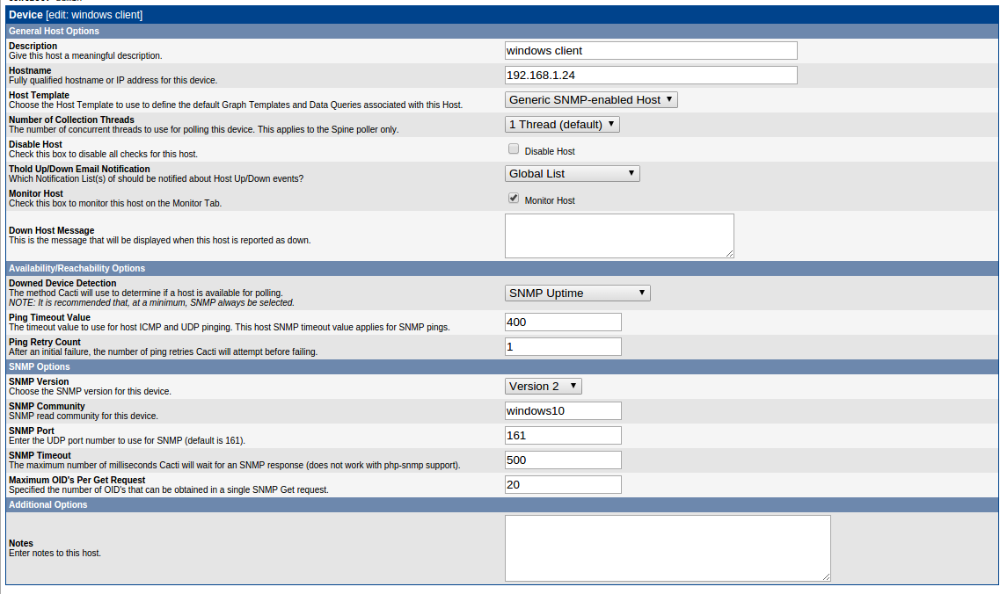 Device [edit: windows client]
General Host Options
Description
Give this host a meaningful description.
windows client
Hostname
Fully qualified hostname or IP address for this device.
192.168.1.24
Host Template
Choose the Host Template to use to define the default Graph Templates and Data Queries associated with this Host.
Generic SNMP-enabled Host
Number of Collection Threads
The number of concurrent threads to use for polling this device. This applies to the Spine poller only.
1 Thread (default)
Disable Host
Check this box to disable all checks for this host.
Disable Host
Thold Up/Down Email Notification
Which Notification List(s) of should be notified about Host Up/Down events?
Global List
Monitor Host
Check this box to monitor this host on the Monitor Tab.
Monitor Host
Down Host Message
This is the message that will be displayed when this host is reported as down.
Availability/Reachability Options
Downed Device Detection
The method Cacti will use to determine if a host is available for polling.
NOTE: It is recommended that, at a minimum, SNMP always be selected.
SNMP Uptime
Ping Timeout Value
The timeout value to use for host ICMP and UDP pinging. This host SNMP timeout value applies for SNMP pings.
400
Ping Retry Count
After an initial failure, the number of ping retries Cacti will attempt before failing.
1
SNMP Options
SNMP Version
Choose the SNMP version for this device.
Version 2
SNMP Community
SNMP read community for this device.
windows10
SNMP Port
Enter the UDP port number to use for SNMP (default is 161).
161
SNMP Timeout
The maximum number of milliseconds Cacti will wait for an SNMP response (does not work with php-snmp support).
500
Maximum OID's Per Get Request
Specified the number of OID's that can be obtained in a single SNMP Get request.
20
Additional Options
Notes
Enter notes to this host.